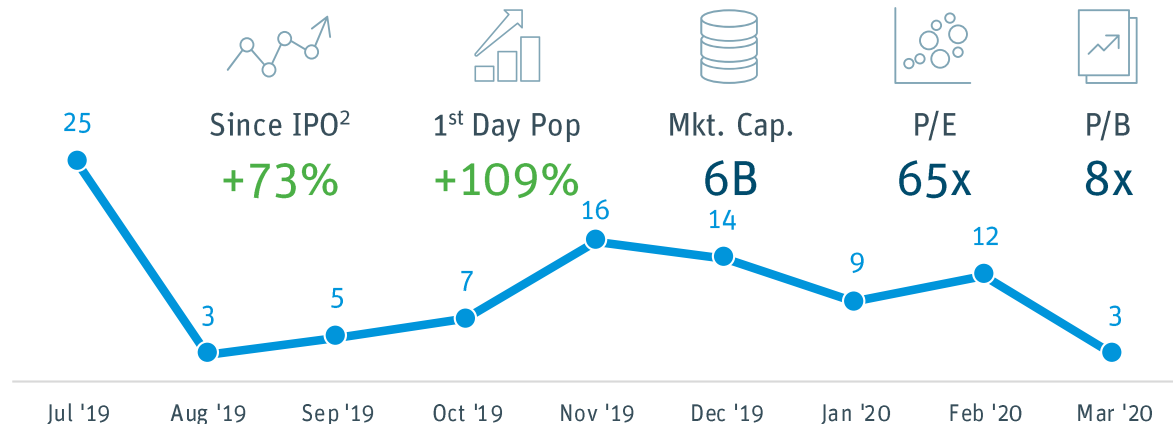 Since IPO²
1st Day Pop
Mkt. Cap.
P/E
P/B
+73%
+109%
6B
65x
8x
25
3
5
7
16
14
9
12
3
Jul '19
Aug '19
Sep '19
Oct '19
Nov '19
Dec '19
Jan '20
Feb '20
Mar '20